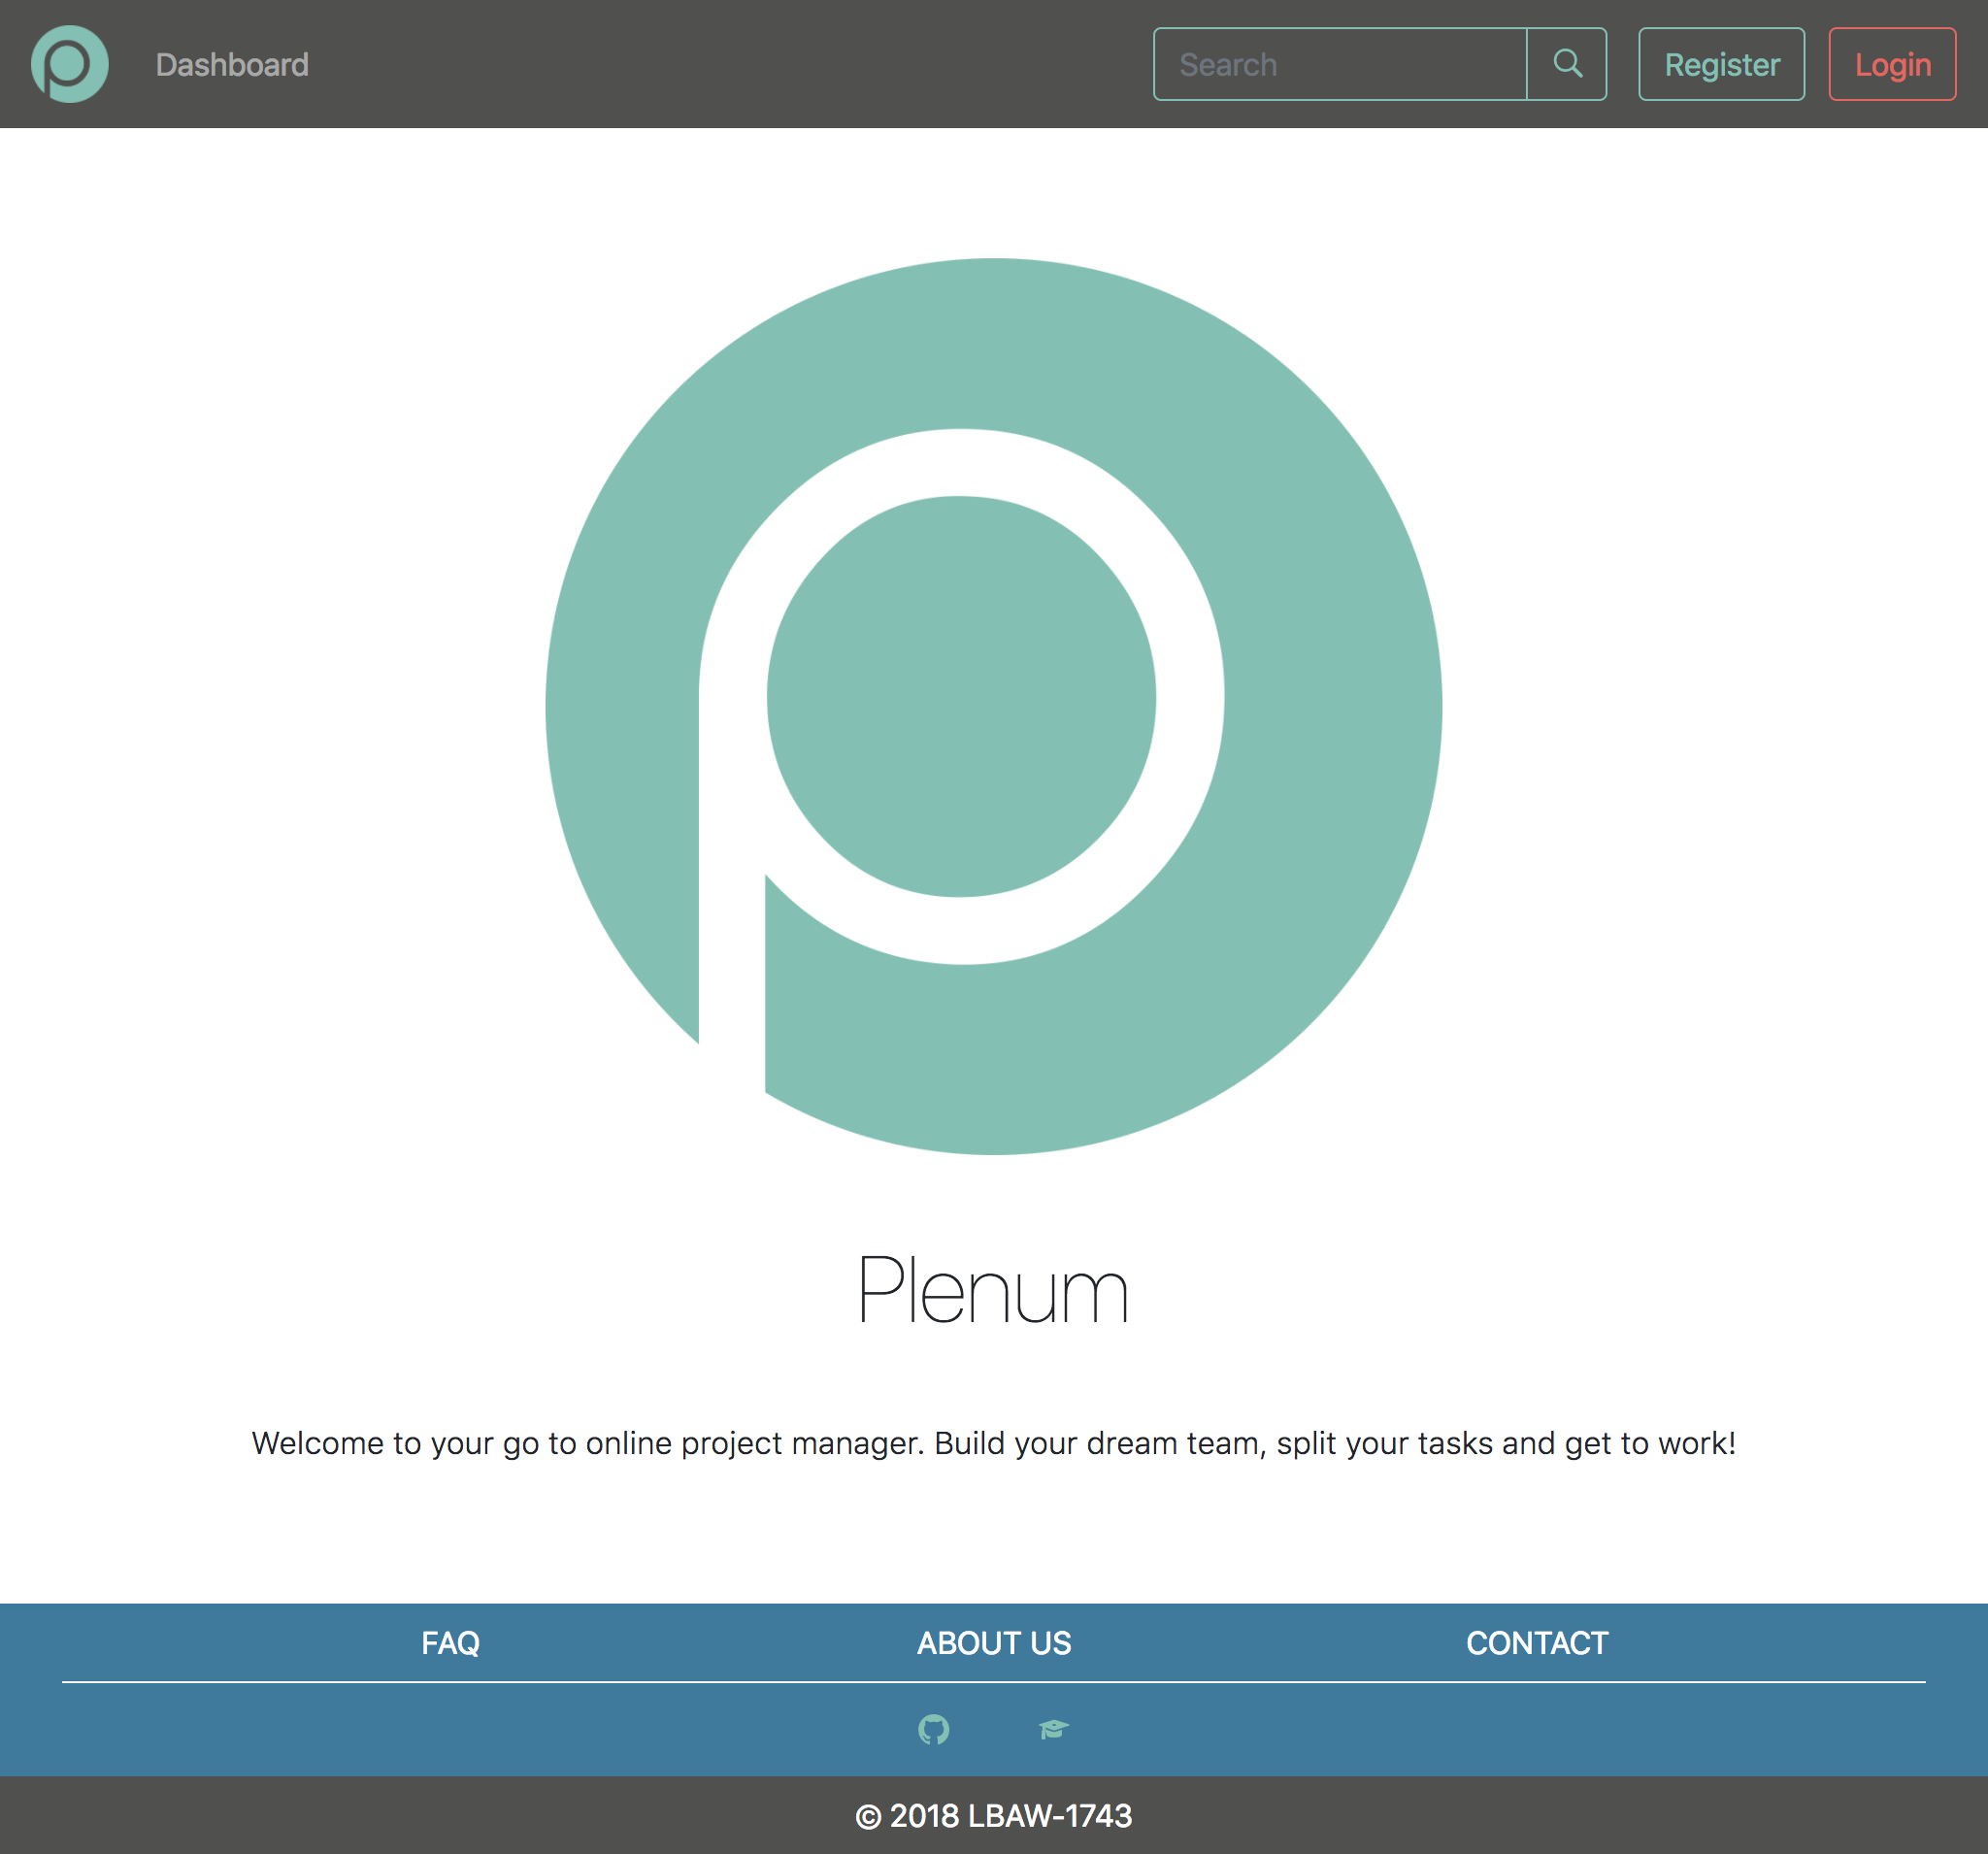 Dashboard
Search
Register
Login
Plenum
Welcome to your go to online project manager. Build your dream team, split your tasks and get to work!
FAQ
ABOUT US
CONTACT
© 2018 LBAW-1743